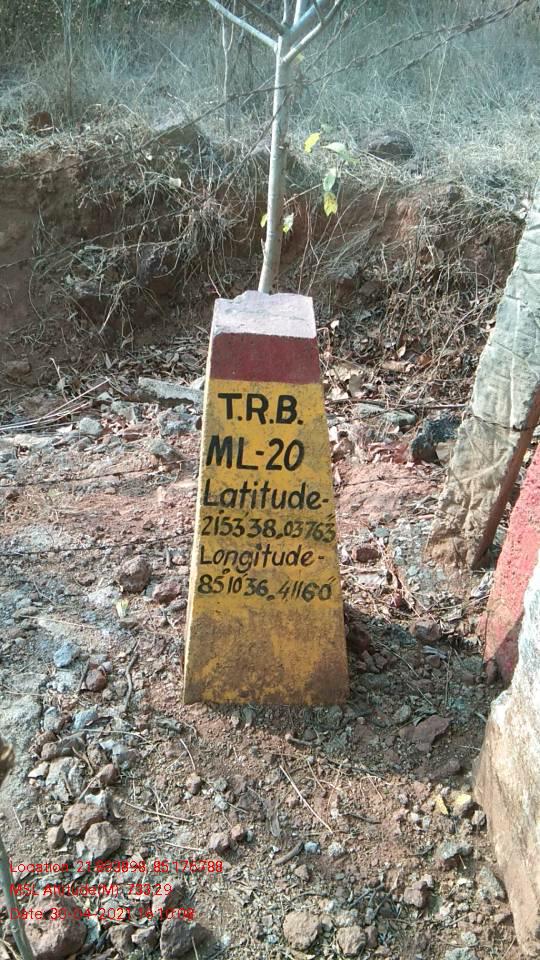 T.R.B.
ML-20
Latitude-
215338.03763
Longitude-
851036.41160"
Location: 21.893898, 85.176788
MSL Altitude(M): 733.29
Date: 30-04-2021 16:10:08